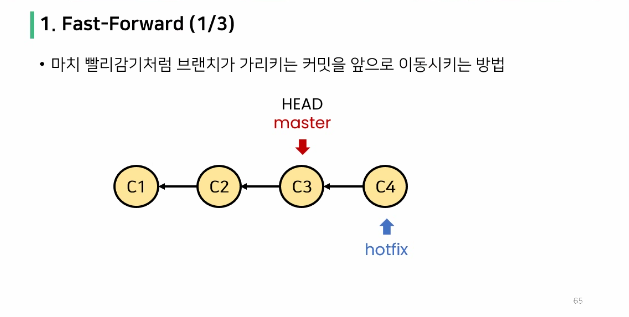 1. Fast-Forward (1/3)
• 마치 빨리감기처럼 브랜치가 가리키는 커밋을 앞으로 이동시키는 방법
HEAD
master
C1 C2 C3 C4
hotfix
65